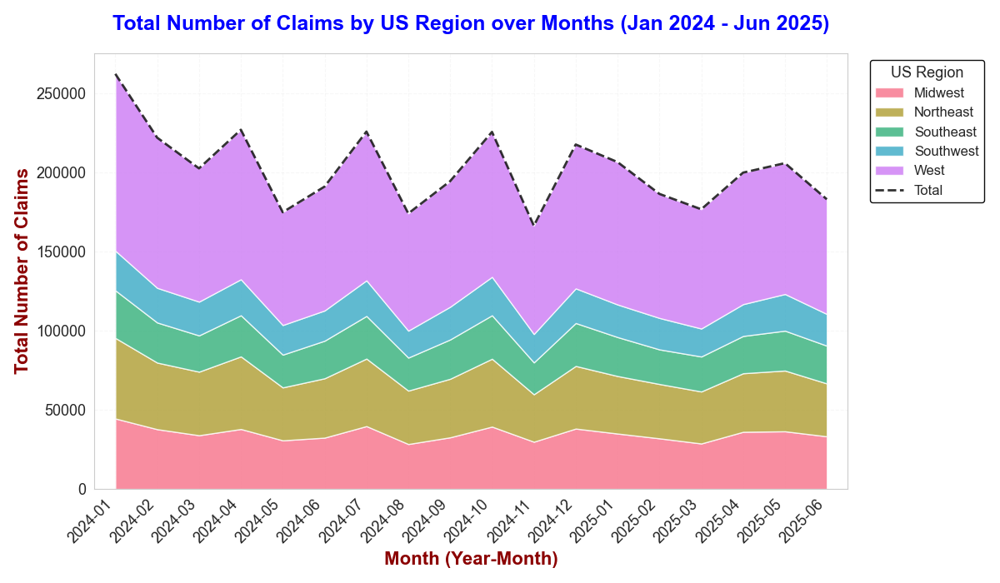 Total Number of Claims by US Region over Months (Jan 2024 - Jun 2025)
Total Number of Claims
250000
200000
150000
100000
50000
0
2024-01
2024-02
2024-03
2024-04
2024-05
2024-06
2024-07
2024-08
2024-09
2024-10
2024-11
2024-12
2025-01
2025-02
2025-03
2025-04
2025-05
2025-06
Month (Year-Month)
US Region
Midwest
Northeast
Southeast
Southwest
West
Total